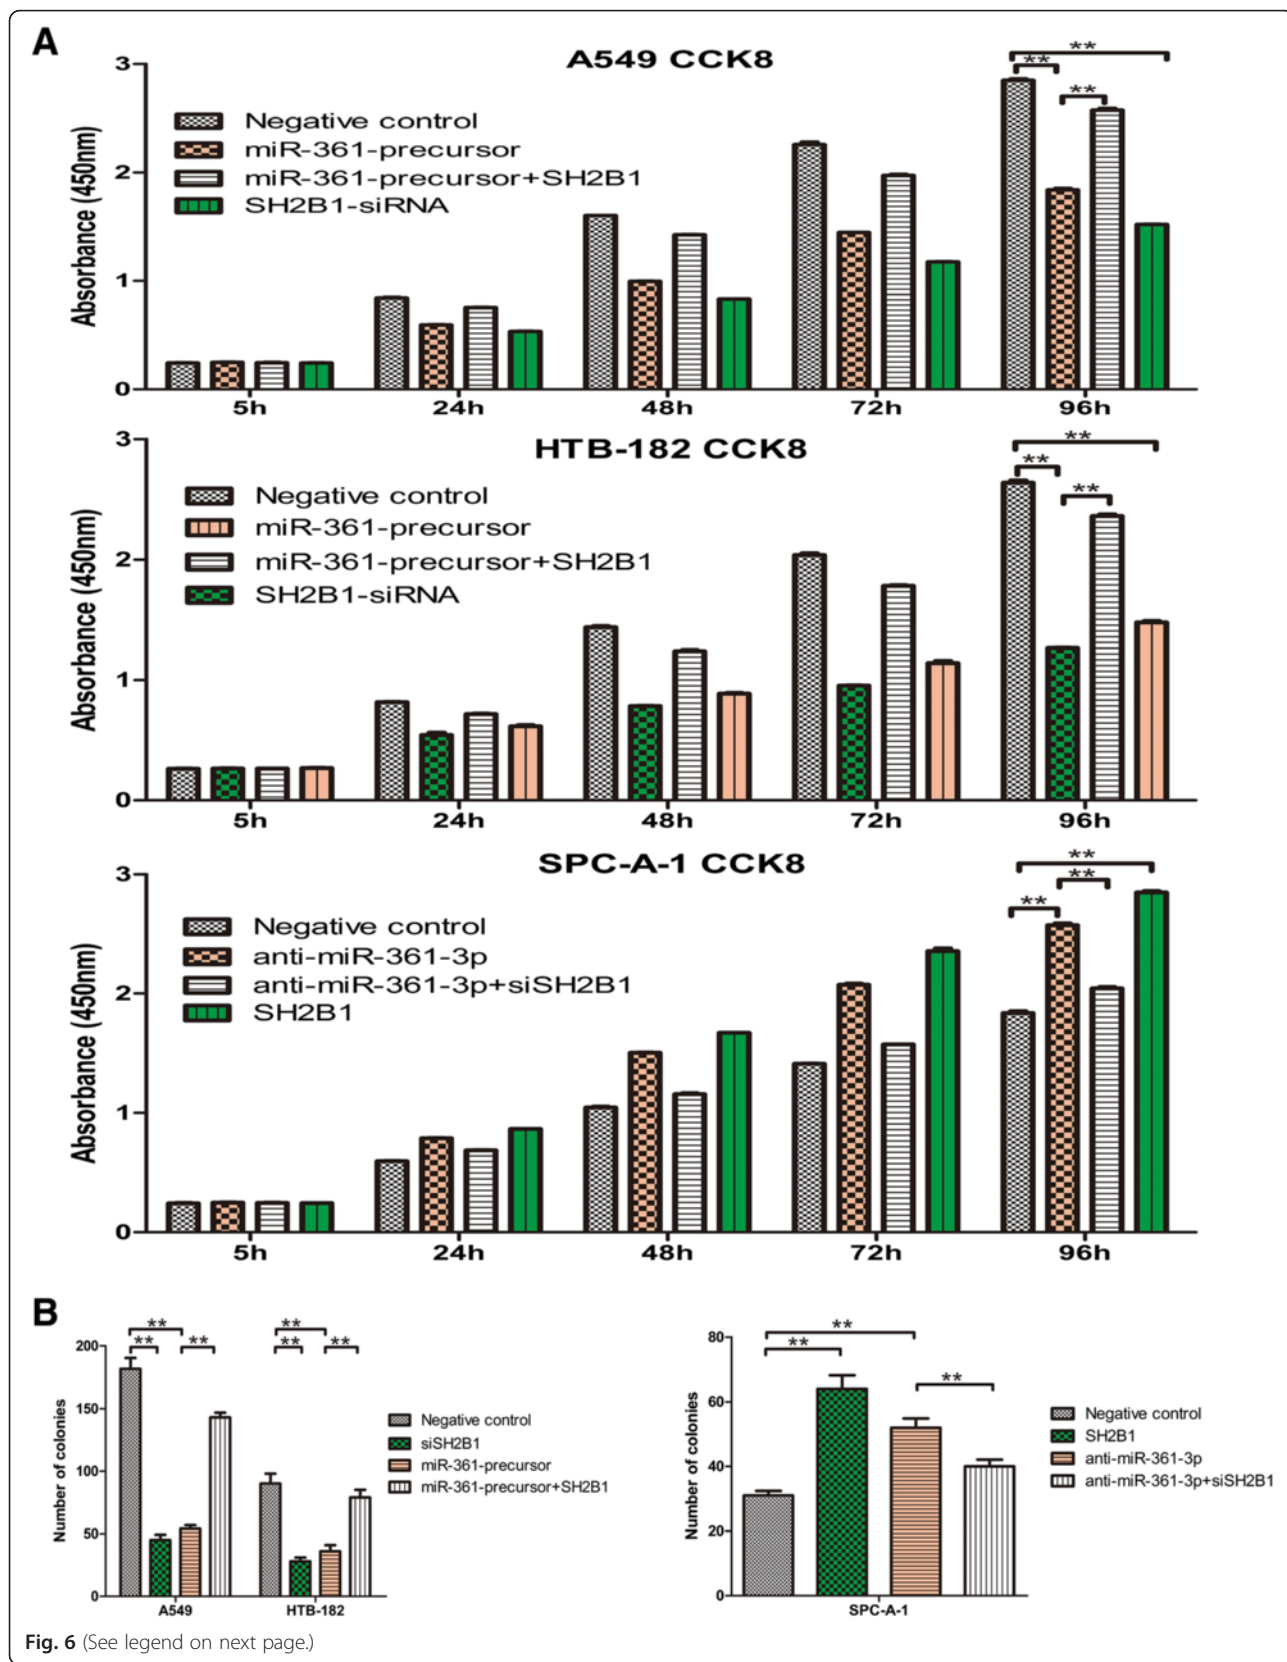 A
A549 CCK8
** 
** 
** 
3
2
1
0
Absorbance (450nm)
Negative control
miR-361-precursor
miR-361-precursor+SH2B1
SH2B1-siRNA
5h 24h 48h 72h 96h
HTB-182 CCK8
** 
** 
** 
3
2
1
0
Absorbance (450nm)
Negative control
miR-361-precursor
miR-361-precursor+SH2B1
SH2B1-siRNA
5h 24h 48h 72h 96h
SPC-A-1 CCK8
** 
** 
** 
3
2
1
0
Absorbance (450nm)
Negative control
anti-miR-361-3p
anti-miR-361-3p+siSH2B1
SH2B1
5h 24h 48h 72h 96h
B
** **
** ** ** **
200
150
100
50
0
Number of colonies
A549 HTB-182
Negative control
siSH2B1
miR-361-precursor
miR-361-precursor+SH2B1
** 
** 
** 
80
60
40
20
0
Number of colonies
SPC-A-1
Negative control
SH2B1
anti-miR-361-3p
anti-miR-361-3p+siSH2B1
Fig. 6 (See legend on next page.)